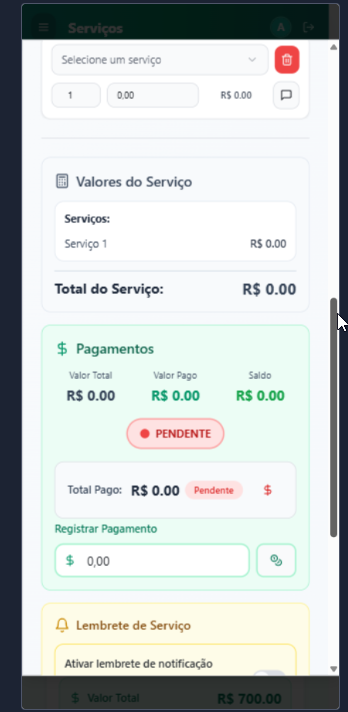 Serviços
A
Selecione um serviço
1
0,00
R$ 0.00
Valores do Serviço
Serviços:
Serviço 1
R$ 0.00
Total do Serviço:
R$ 0.00
$ Pagamentos
Valor Total
Valor Pago
Saldo
R$ 0.00
R$ 0.00
R$ 0.00
PENDENTE
Total Pago: R$ 0.00 Pendente $
Registrar Pagamento
$ 0,00
Lembrete de Serviço
Ativar lembrete de notificação
$ Valor Total
R$ 700.00